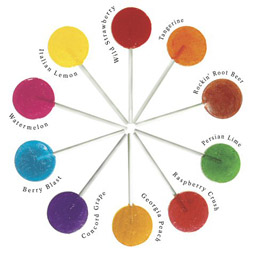 Wild Strawberry
Tangerine
Rockin' Root Beer
Persian Lime
Raspberry Crush
Georgia Peach
Concord Grape
Berry Blast
Watermelon
Italian Lemon